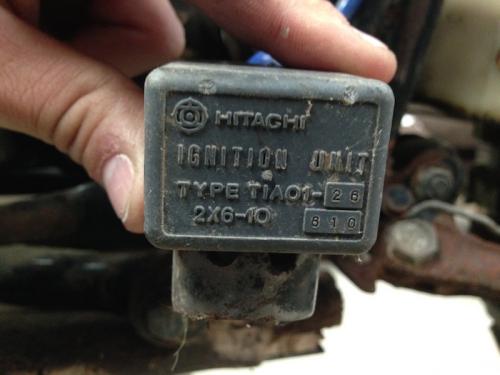 HITACHI
IGNITION UNIT
TYPE TIA01-26
2X6-10 810